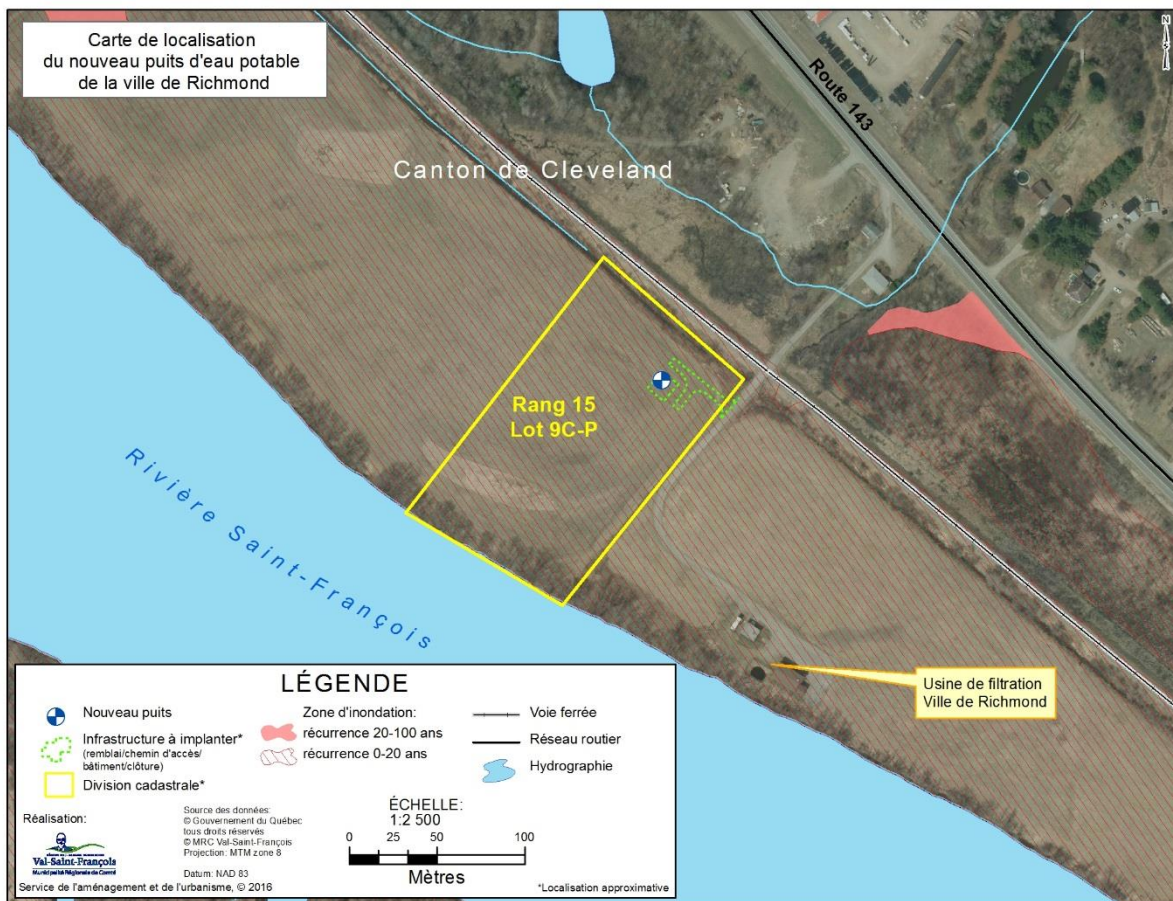 Carte de localisation
du nouveau puits d'eau potable
de la ville de Richmond
N
Route 143
Canton de Cleveland
Rang 15
Lot 9C-P
Rivière Saint-François
Usine de filtration
Ville de Richmond
LÉGENDE
Nouveau puits
Infrastructure à implanter*
(remblai/chemin d'accès/
bâtiment/clôture)
Division cadastrale*
Zone d'inondation:
récurrence 20-100 ans
récurrence 0-20 ans
Voie ferrée
Réseau routier
Hydrographie
Réalisation:
Val-Saint-François
Municipalité Régionale de Comté
Source des données:
© Gouvernement du Québec
tous droits réservés
© MRC Val-Saint-François
Projection: MTM zone 8
Datum: NAD 83
ÉCHELLE:
1:2 500
0 25 50 100
Mètres
Service de l'aménagement et de l'urbanisme, © 2016
*Localisation approximative